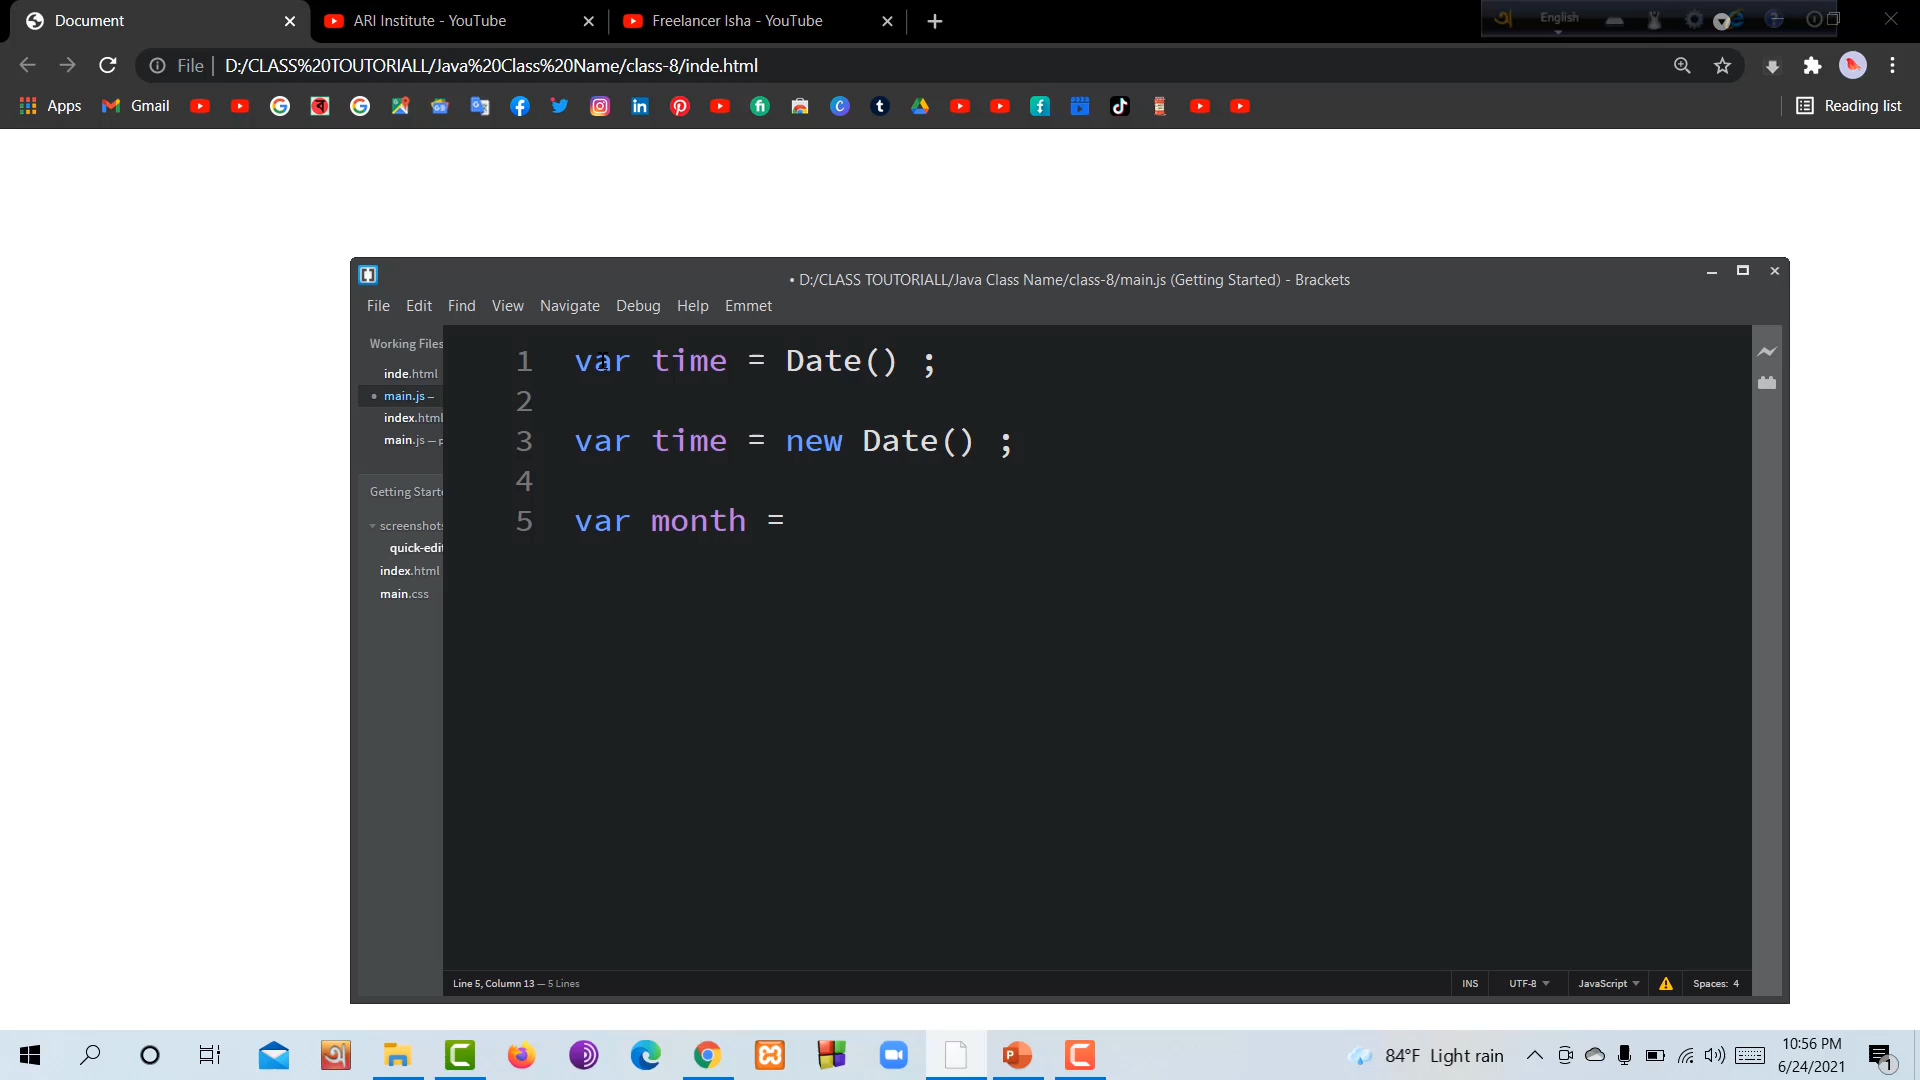 Document
ARI Institute - YouTube
Freelancer Isha - YouTube
English
File
D:/CLASS%20TOUTORIALL/Java%20Class%20Name/class-8/inde.html
Apps
Gmail
Reading list
• D:/CLASS TOUTORIALL/Java Class Name/class-8/main.js (Getting Started) - Brackets
File Edit Find View Navigate Debug Help Emmet
Working Files
inde.html
main.js –
index.html
main.js —
Getting Starte
screenshots
quick-edit
index.html
main.css
1 var time = Date() ;
2
3 var time = new Date() ;
4
5 var month =
Line 5, Column 13 — 5 Lines
INS UTF-8 JavaScript Spaces: 4
84°F Light rain
10:56 PM
6/24/2021
1